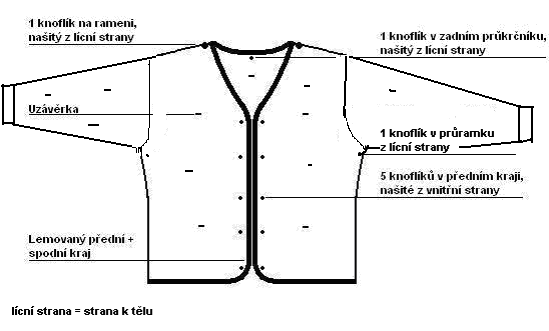 1 knoflík na rameni,
našitý z lícní strany
1 knoflík v zadním průkrčníku,
našitý z lícní strany
Uzávěrka
1 knoflík v průramku
z lícní strany
5 knoflíků v předním kraji,
našité z vnitřní strany
Lemovaný přední +
spodní kraj
lícní strana = strana k tělu